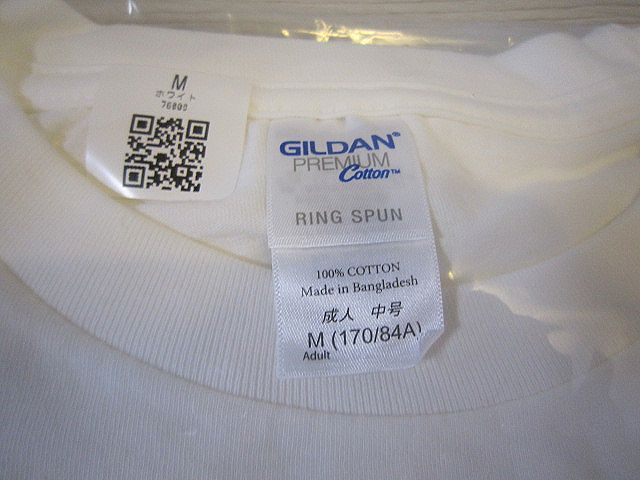 M
ホワイト
76600
GILDAN®
PREMIUM
Cotton™
RING SPUN
100% COTTON
Made in Bangladesh
成人 中号
M (170/84A)
Adult